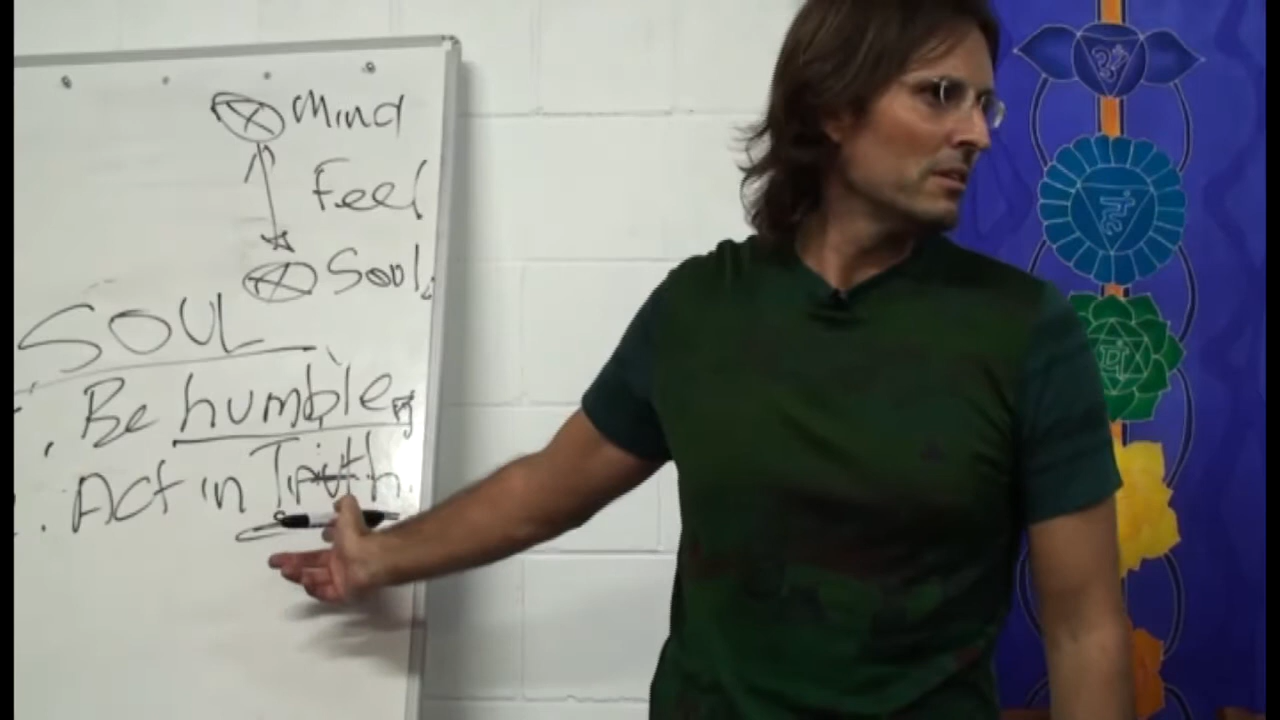 Mind
Feel
Soul
SOUL
Be humble
Act in Truth
ॐ
हं
यं